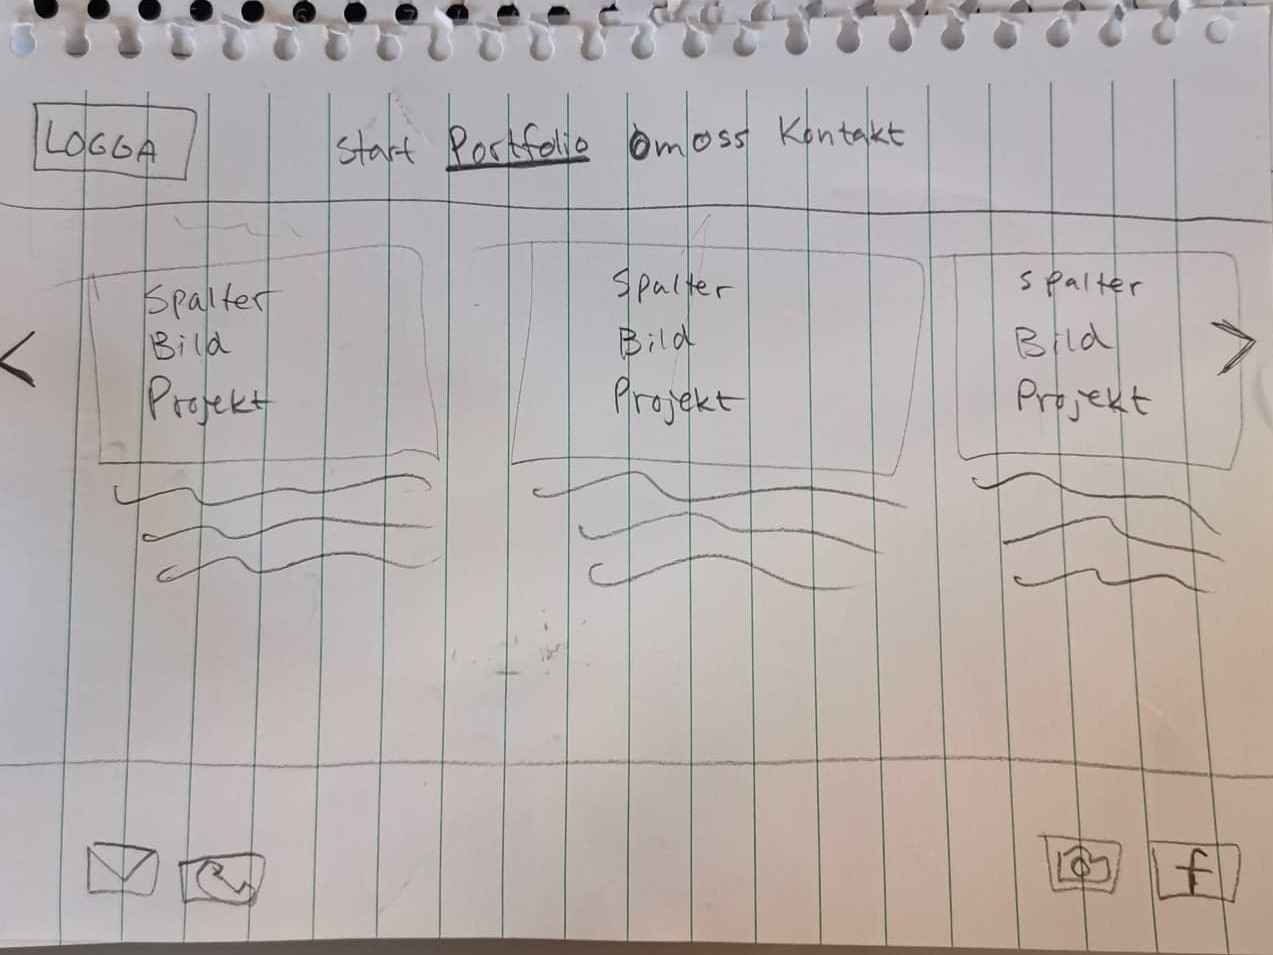 LOGGA
Start Portfolio Om oss Kontakt
Spalter
Bild
Projekt
Spalter
Bild
Projekt
Spalter
Bild
Projekt
f